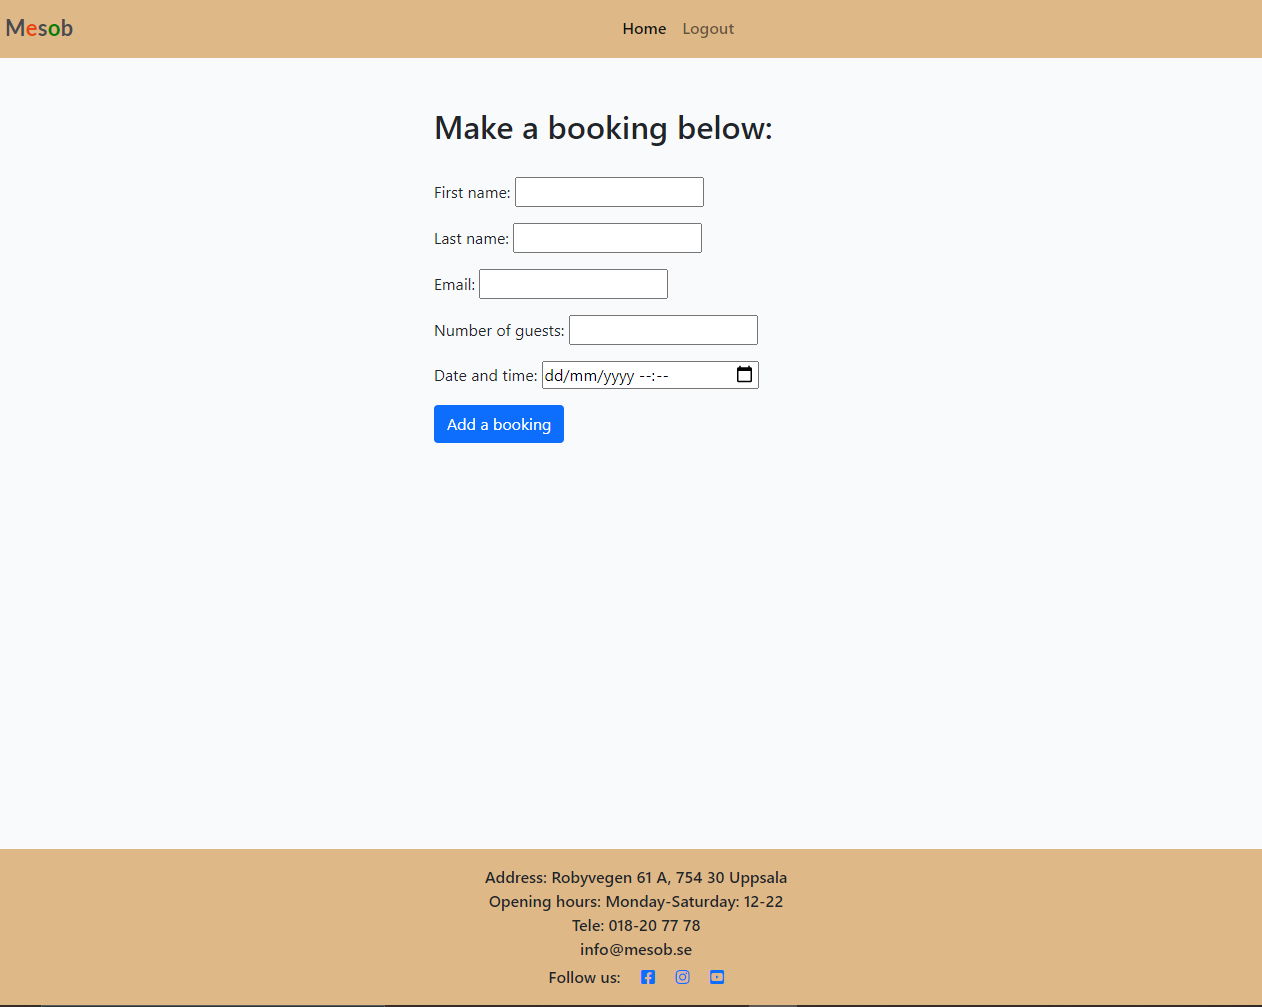 Mesob
Home Logout
Make a booking below:
First name:
Last name:
Email:
Number of guests:
Date and time: dd/mm/yyyy --:--
Add a booking
Address: Robyvegen 61 A, 754 30 Uppsala
Opening hours: Monday-Saturday: 12-22
Tele: 018-20 77 78
info@mesob.se
Follow us: